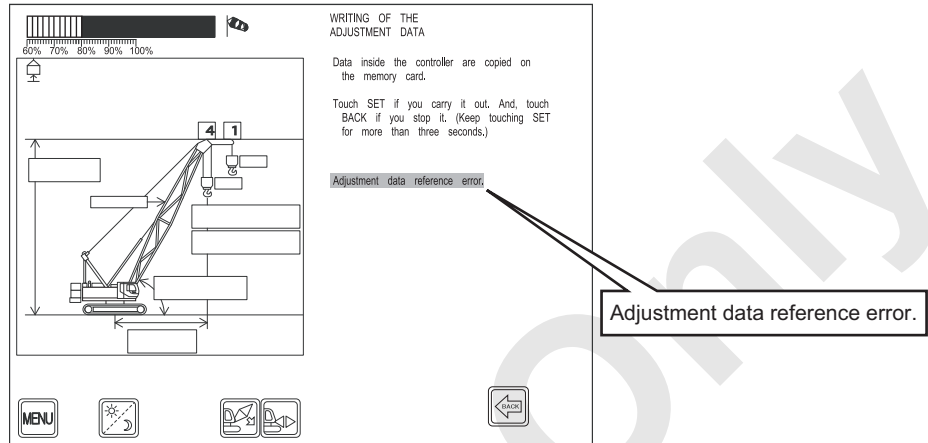 WRITING OF THE
ADJUSTMENT DATA
60% 70% 80% 90% 100%
Data inside the controller are copied on
the memory card.
Touch SET if you carry it out. And, touch
BACK if you stop it. (Keep touching SET
for more than three seconds.)
4 1
Adjustment data reference error.
Adjustment data reference error.
MENU
BACK
only